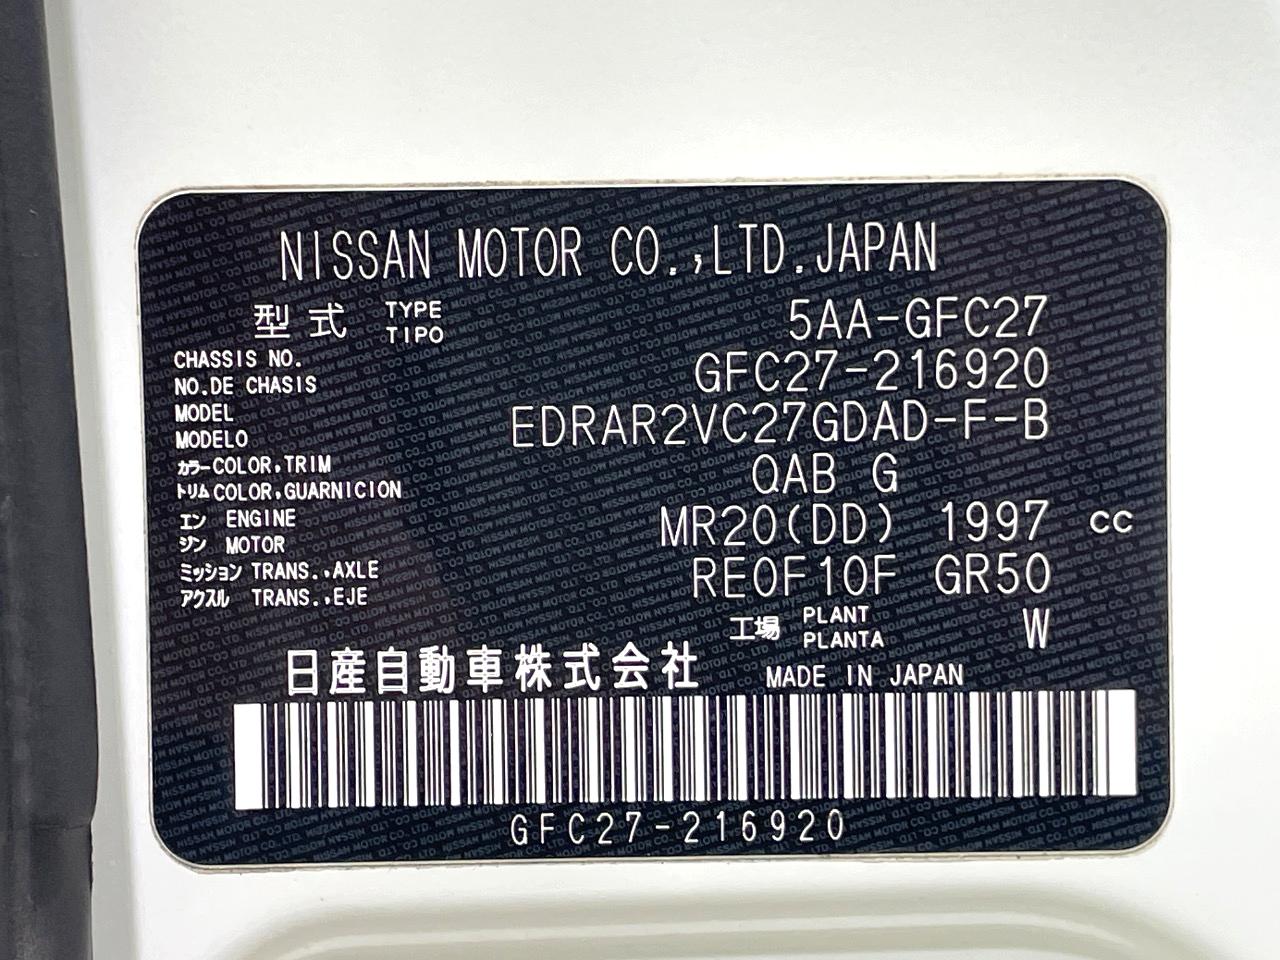 NISSAN MOTOR CO.,LTD.JAPAN
型式 TYPE TIPO 5AA-GFC27
CHASSIS NO. NO.DE CHASIS GFC27-216920
MODEL MODELO EDRAR2VC27GDAD-F-B
カラー COLOR,TRIM QAB G
トリム COLOR,GUARNICION
エン ENGINE MR20(DD) 1997 cc
ジン MOTOR
ミッション TRANS.,AXLE RE0F10F GR50
アクスル TRANS.,EJE
工場 PLANT PLANTA W
日産自動車株式会社 MADE IN JAPAN
GFC27-216920